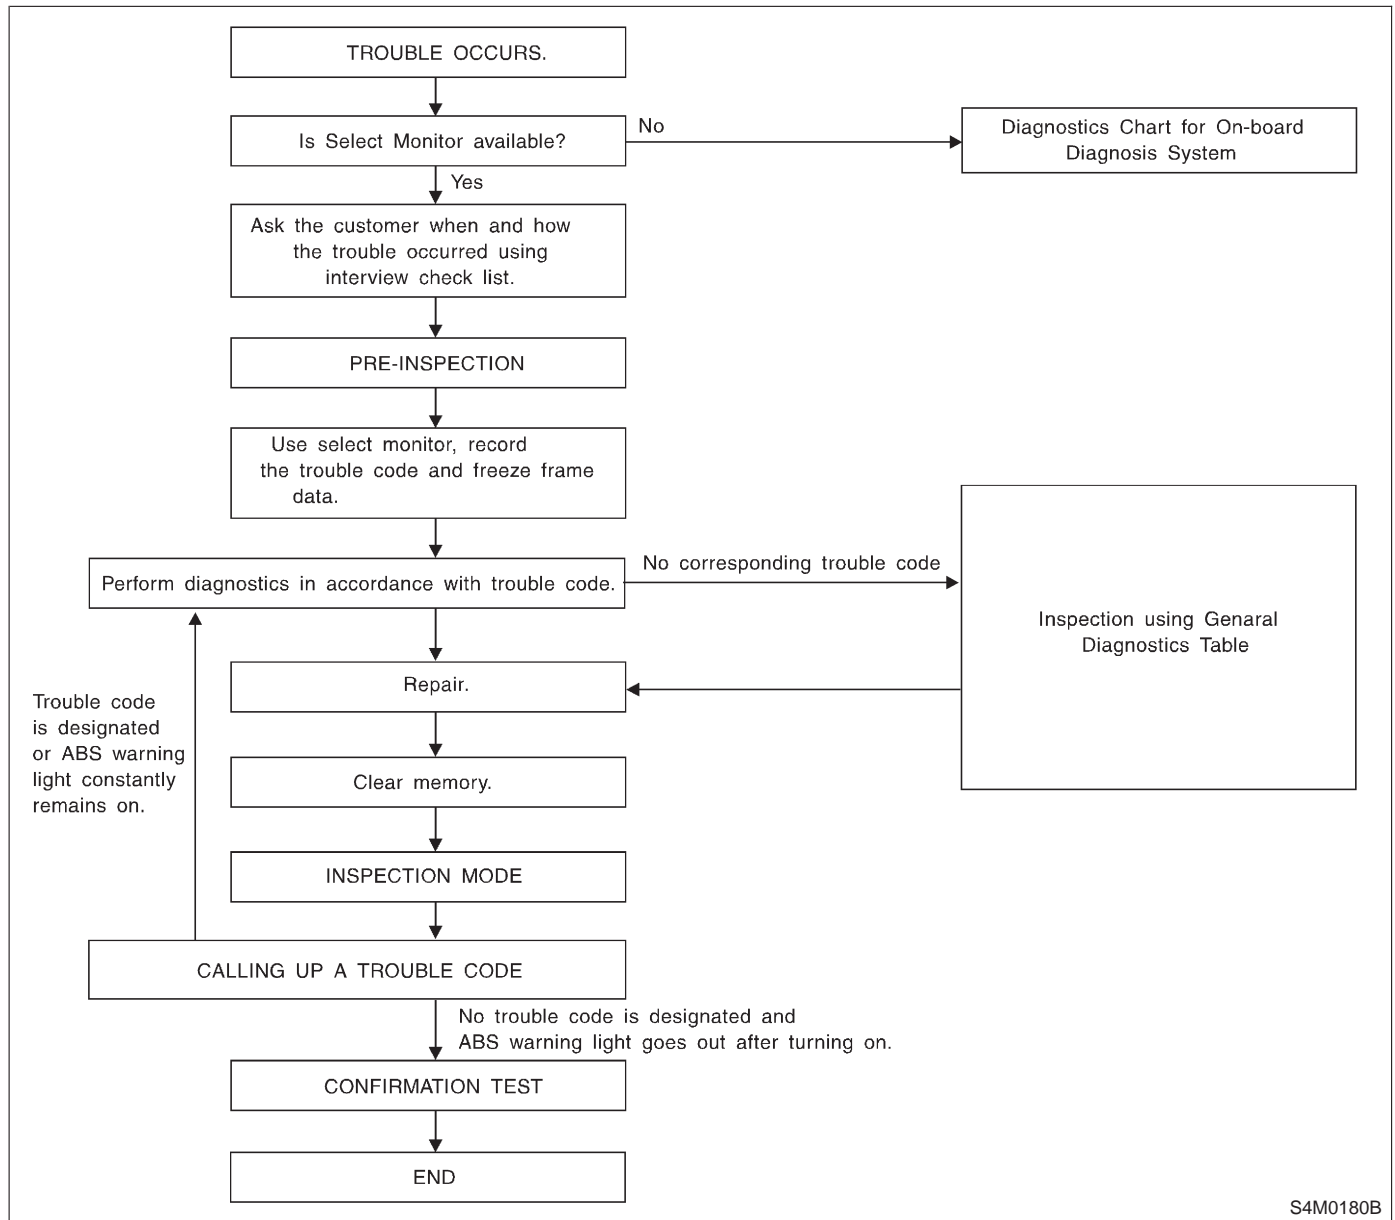 TROUBLE OCCURS.
Is Select Monitor available?
No
Diagnostics Chart for On-board
Diagnosis System
Yes
Ask the customer when and how
the trouble occurred using
interview check list.
PRE-INSPECTION
Use select monitor, record
the trouble code and freeze frame
data.
Perform diagnostics in accordance with trouble code.
No corresponding trouble code
Inspection using Genaral
Diagnostics Table
Repair.
Trouble code
is designated
or ABS warning
light constantly
remains on.
Clear memory.
INSPECTION MODE
CALLING UP A TROUBLE CODE
No trouble code is designated and
ABS warning light goes out after turning on.
CONFIRMATION TEST
END
S4M0180B